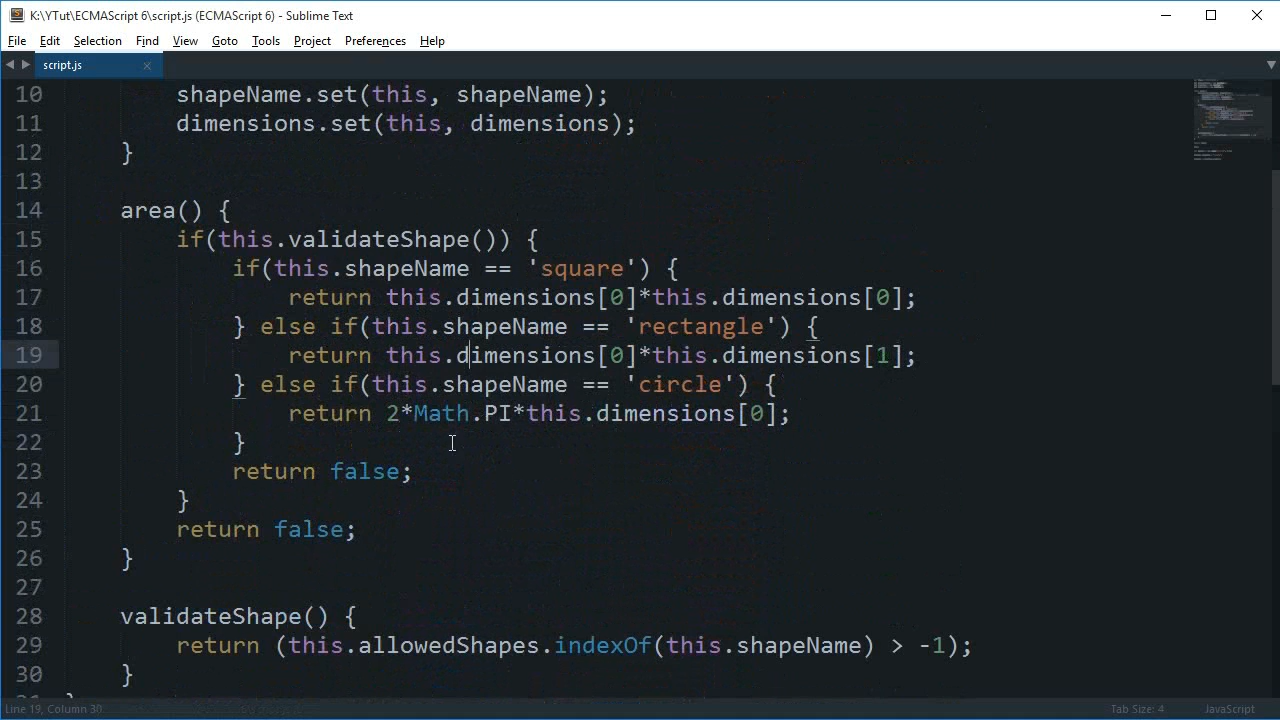 K:\YTut\ECMAScript 6\script.js (ECMAScript 6) - Sublime Text
File Edit Selection Find View Goto Tools Project Preferences Help
script.js
10 shapeName.set(this, shapeName);
11 dimensions.set(this, dimensions);
12 }
13
14 area() {
15 if(this.validateShape()) {
16 if(this.shapeName == 'square') {
17 return this.dimensions[0]*this.dimensions[0];
18 } else if(this.shapeName == 'rectangle') {
19 return this.dimensions[0]*this.dimensions[1];
20 } else if(this.shapeName == 'circle') {
21 return 2*Math.PI*this.dimensions[0];
22 }
23 return false;
24 }
25 return false;
26 }
27
28 validateShape() {
29 return (this.allowedShapes.indexOf(this.shapeName) > -1);
30 }
Line 19, Column 30 Tab Size: 4 JavaScript